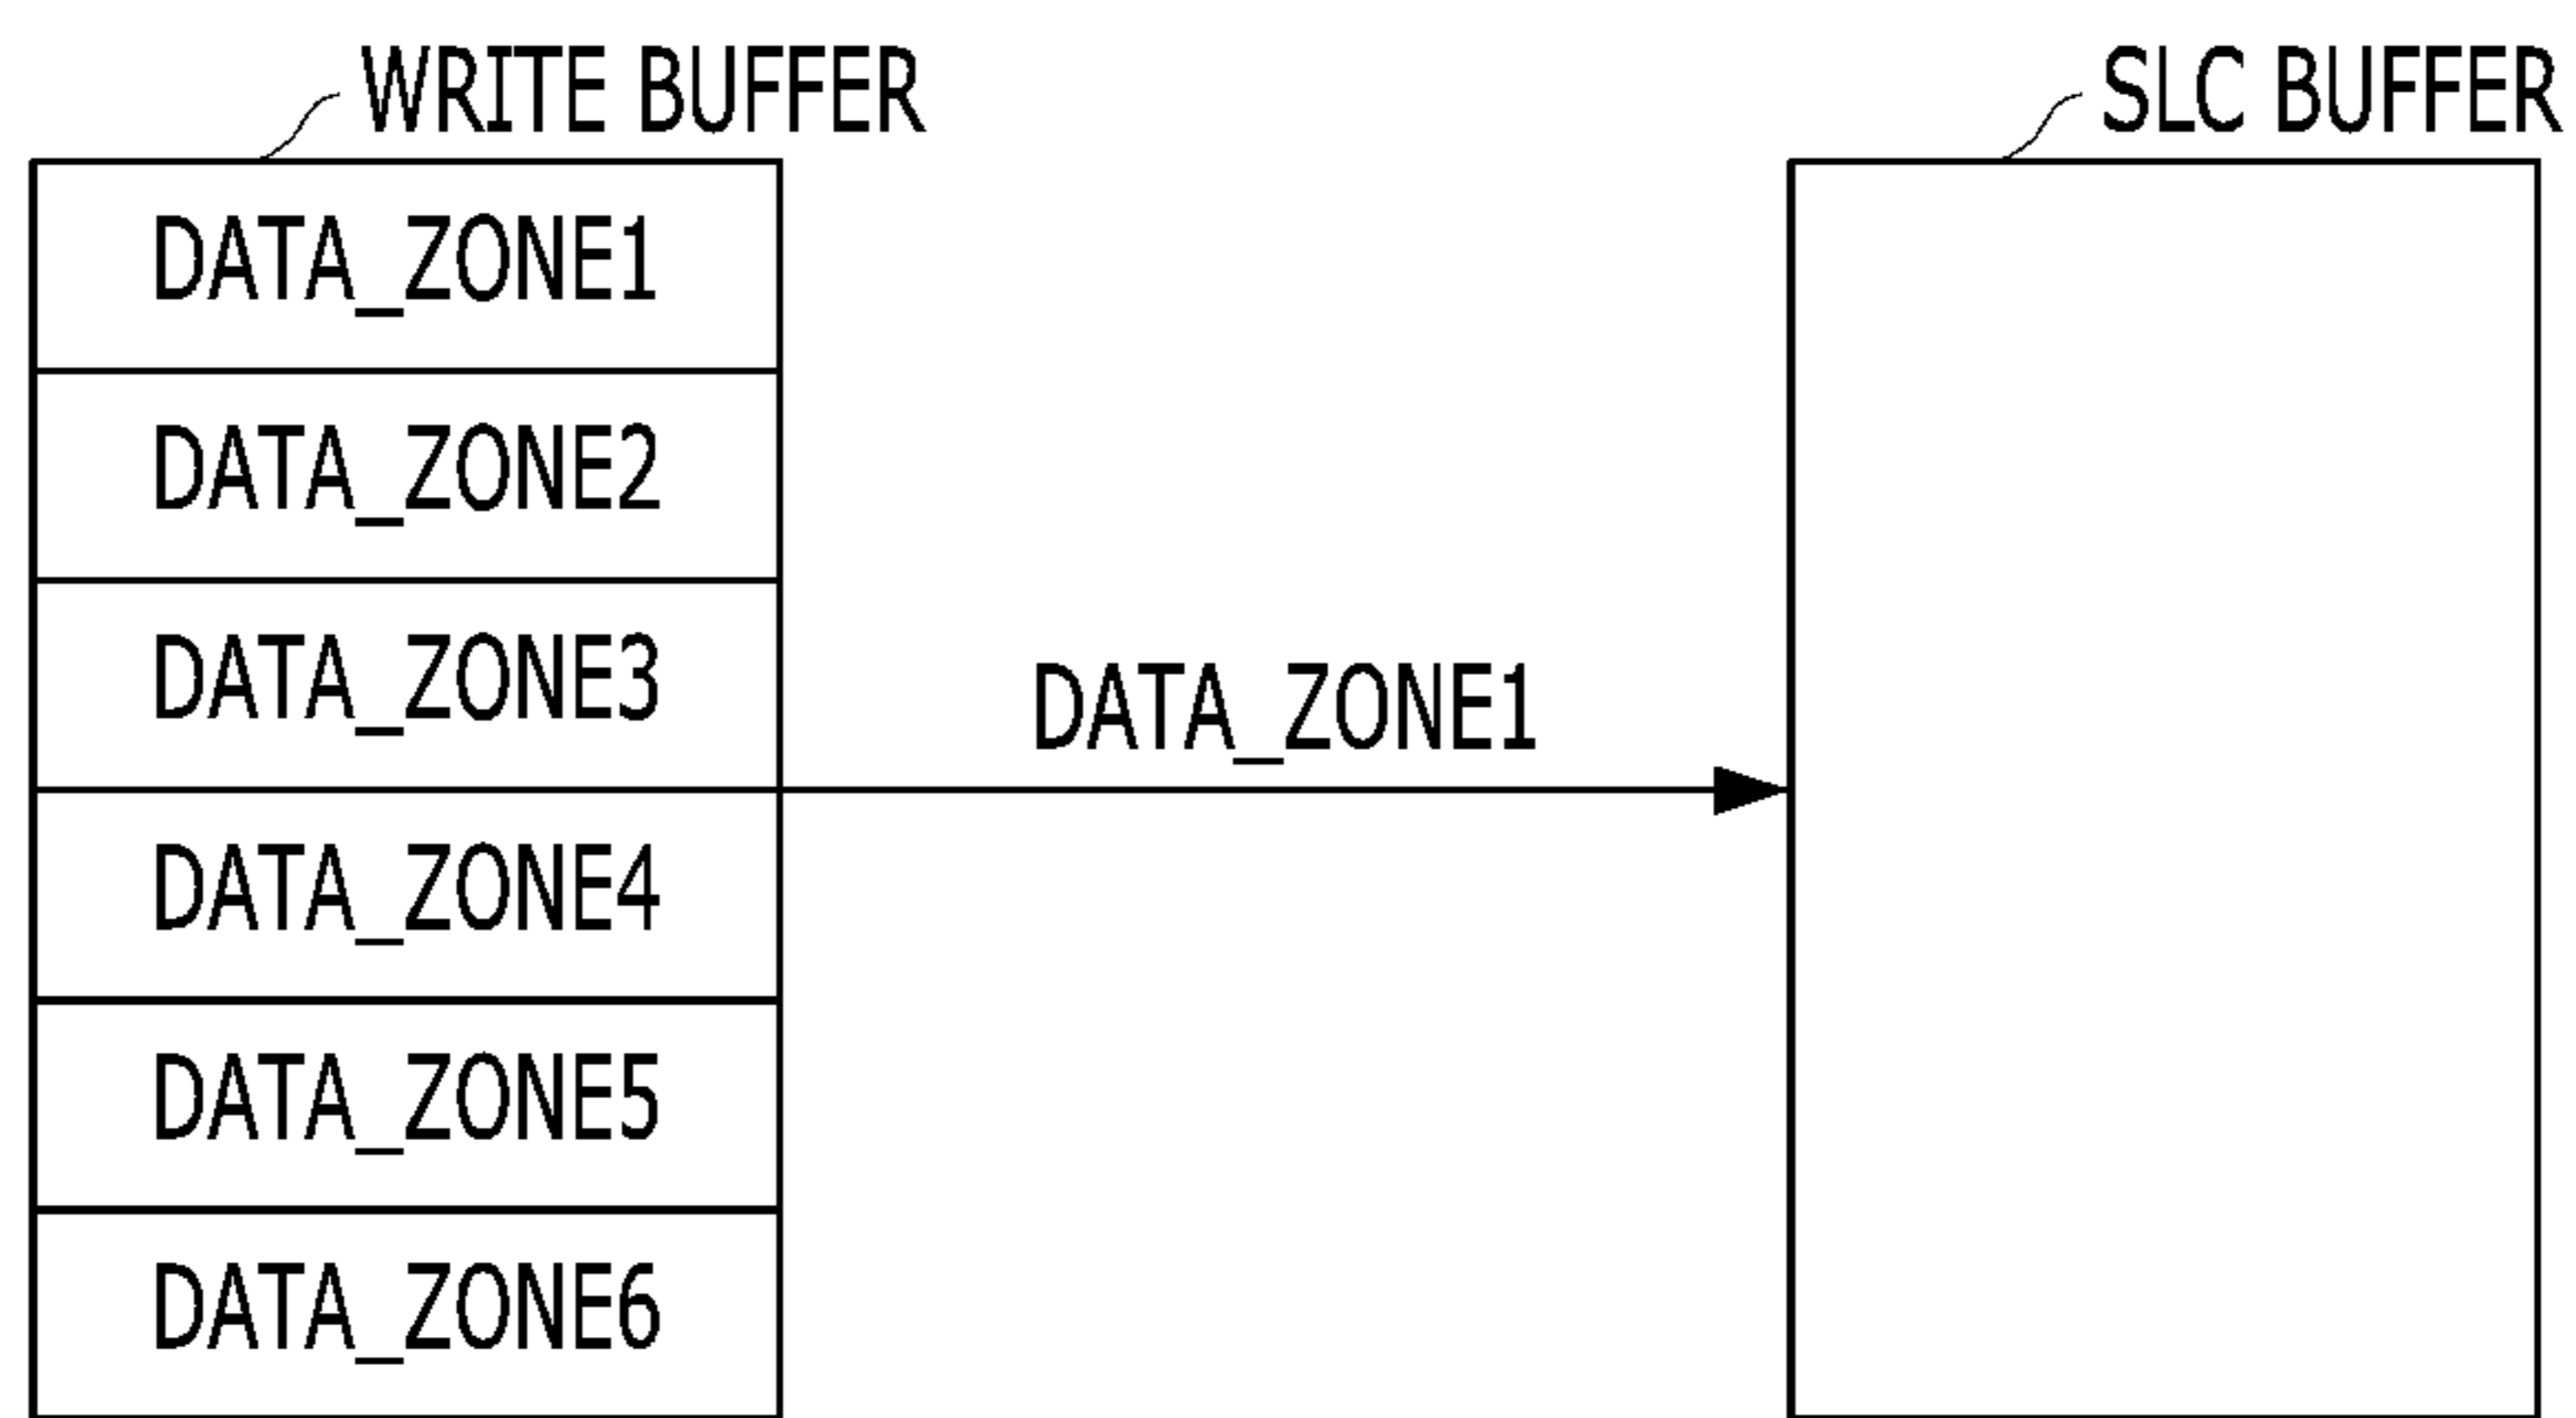 WRITE BUFFER
SLC BUFFER
DATA_ZONE1
DATA_ZONE2
DATA_ZONE3
DATA_ZONE1
DATA_ZONE4
DATA_ZONE5
DATA_ZONE6